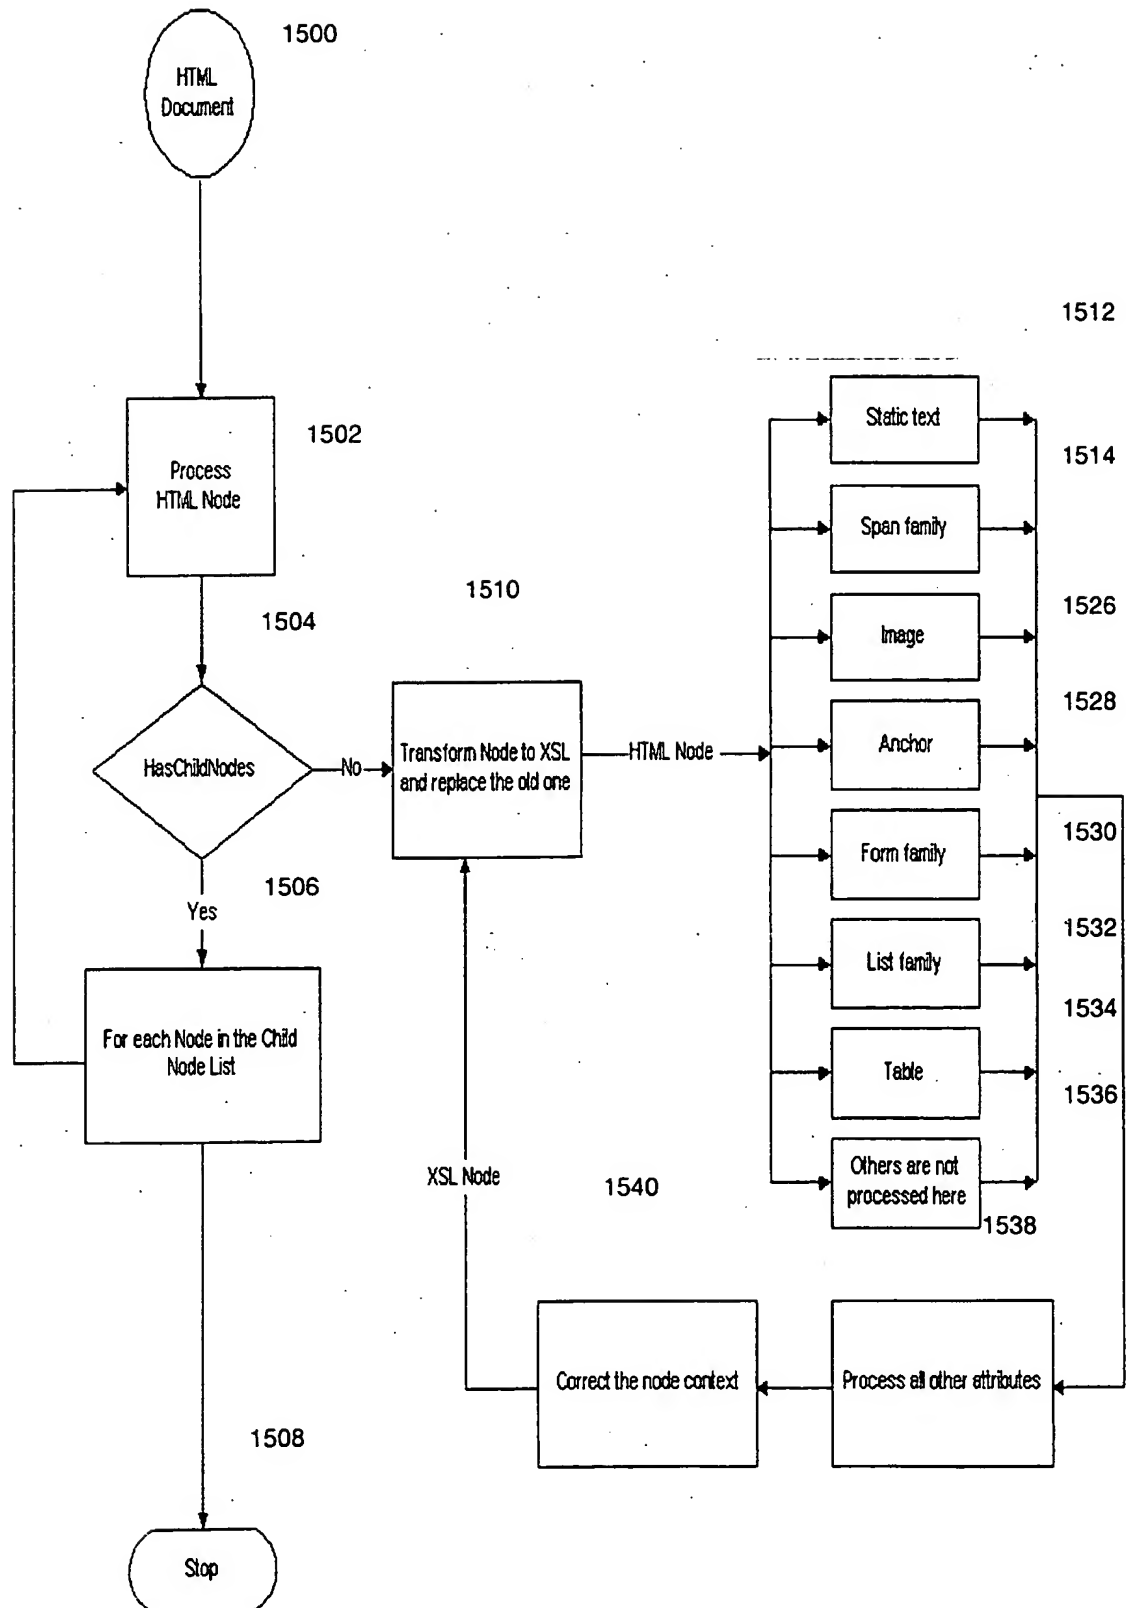 1500
HTML
Document
1512
1502
Static text
1514
Process
HTML Node
Span family
1510
1526
1504
Image
1528
HasChildNodes
No
Transform Node to XSL
and replace the old one
HTML Node
Anchor
1530
Form family
1506
Yes
1532
List family
1534
For each Node in the Child
Node List
Table
1536
XSL Node
1540
Others are not
processed here
1538
Correct the node context
Process all other attributes
1508
Stop